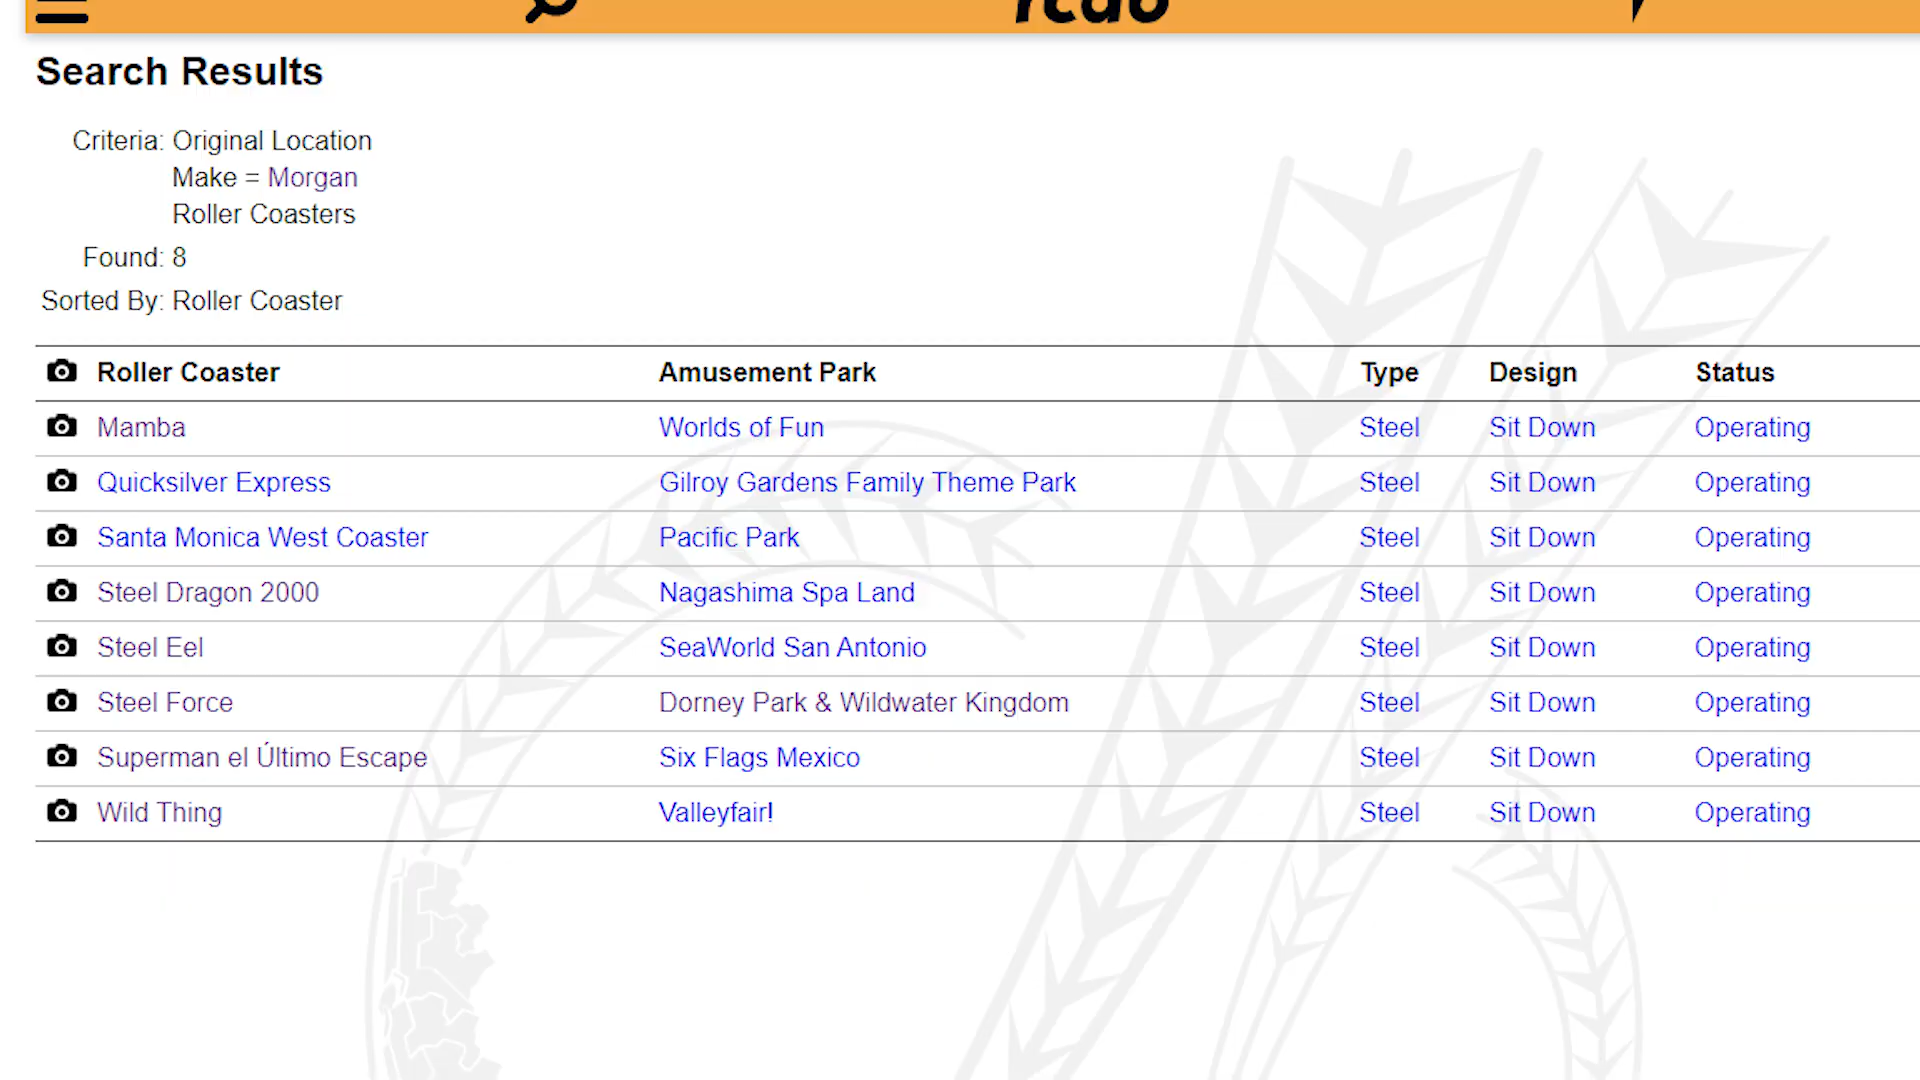 rcdb
Search Results
Criteria: Original Location
Make = Morgan
Roller Coasters
Found: 8
Sorted By: Roller Coaster
Roller Coaster Amusement Park Type Design Status
Mamba Worlds of Fun Steel Sit Down Operating
Quicksilver Express Gilroy Gardens Family Theme Park Steel Sit Down Operating
Santa Monica West Coaster Pacific Park Steel Sit Down Operating
Steel Dragon 2000 Nagashima Spa Land Steel Sit Down Operating
Steel Eel SeaWorld San Antonio Steel Sit Down Operating
Steel Force Dorney Park & Wildwater Kingdom Steel Sit Down Operating
Superman el Último Escape Six Flags Mexico Steel Sit Down Operating
Wild Thing Valleyfair! Steel Sit Down Operating